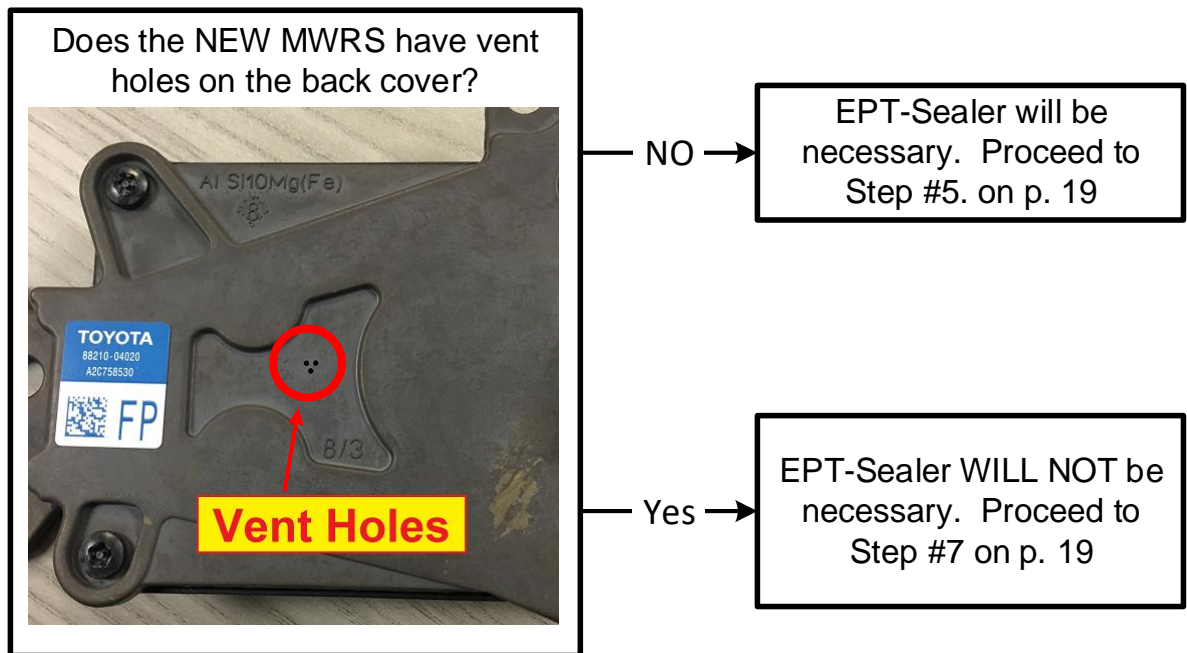 Does the NEW MWRS have vent
holes on the back cover?
Al Si10Mg(Fe)
8
TOYOTA
88210-04020
A2C758530
FP
8/3
Vent Holes
NO
EPT-Sealer will be
necessary. Proceed to
Step #5. on p. 19
Yes
EPT-Sealer WILL NOT be
necessary. Proceed to
Step #7 on p. 19